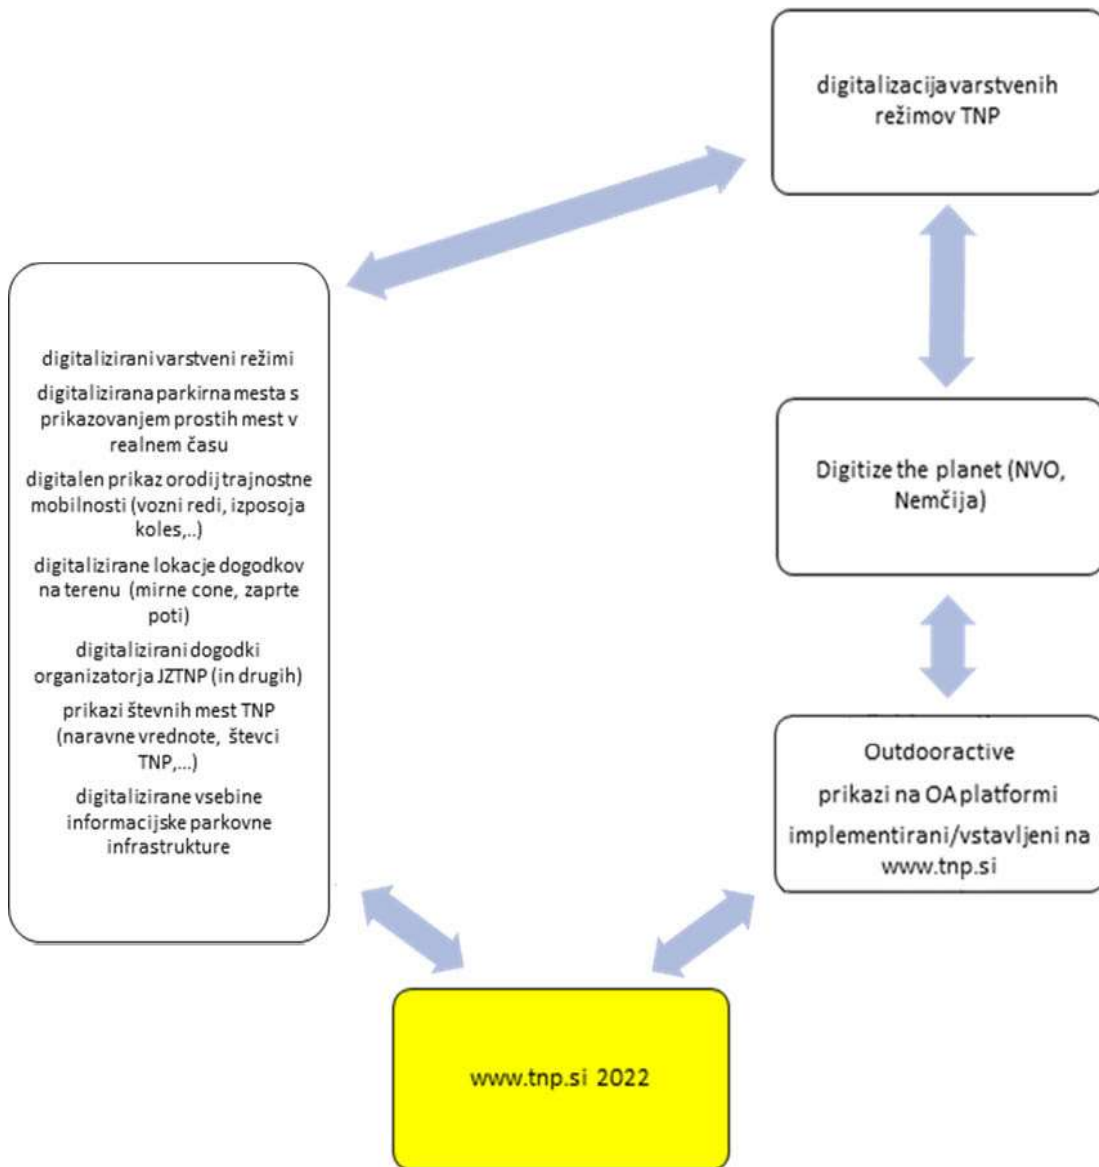 digitalizacija varstvenih
režimov TNP
digitalizirani varstveni režimi
digitalizirana parkirna mesta s
prikazovanjem prostih mest v
realnem času
digitalen prikaz orodij trajnostne
mobilnosti (vozni redi, izposoja
koles,..)
digitalizirane lokacje dogodkov
na terenu (mirne cone, zaprte
poti)
digitalizirani dogodki
organizatorja JZTNP (in drugih)
prikazi števnih mest TNP
(naravne vrednote, števci
TNP,...)
digitalizirane vsebine
informacijske parkovne
infrastrukture
Digitize the planet (NVO,
Nemčija)
Outdooractive
prikazi na OA platformi
implementirani/vstavljeni na
www.tnp.si
www.tnp.si 2022